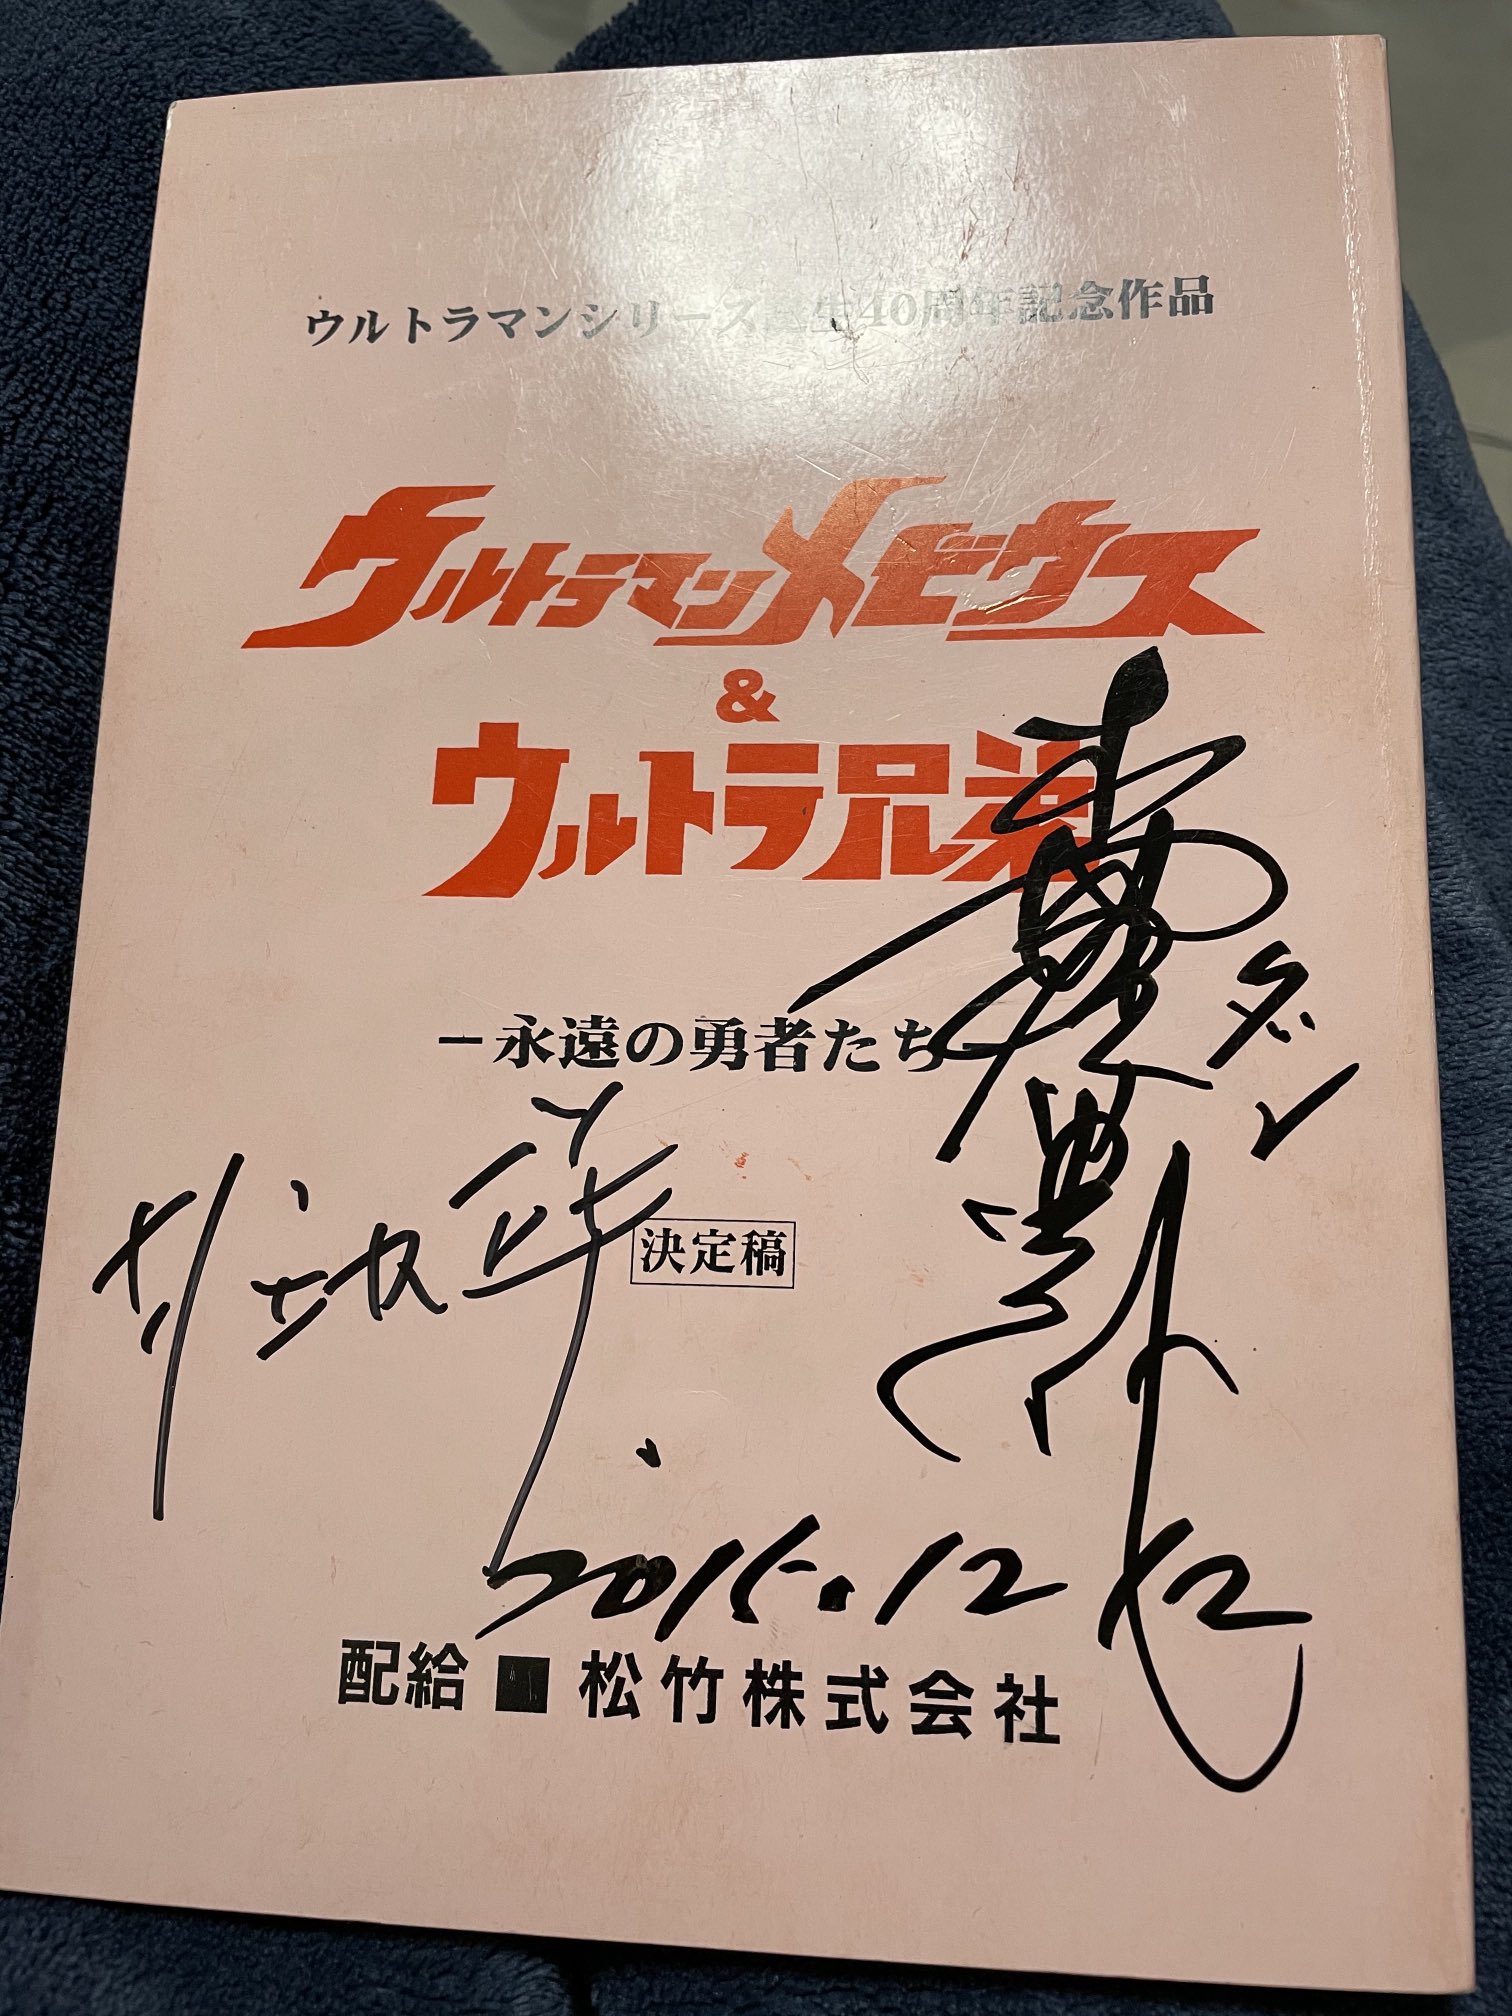 ウルトラマンシリーズ誕生40周年記念作品
ウルトラマンメビウス
&
ウルトラ兄弟
－永遠の勇者たち－
ダン
決定稿
2015.12.12
配給■松竹株式会社